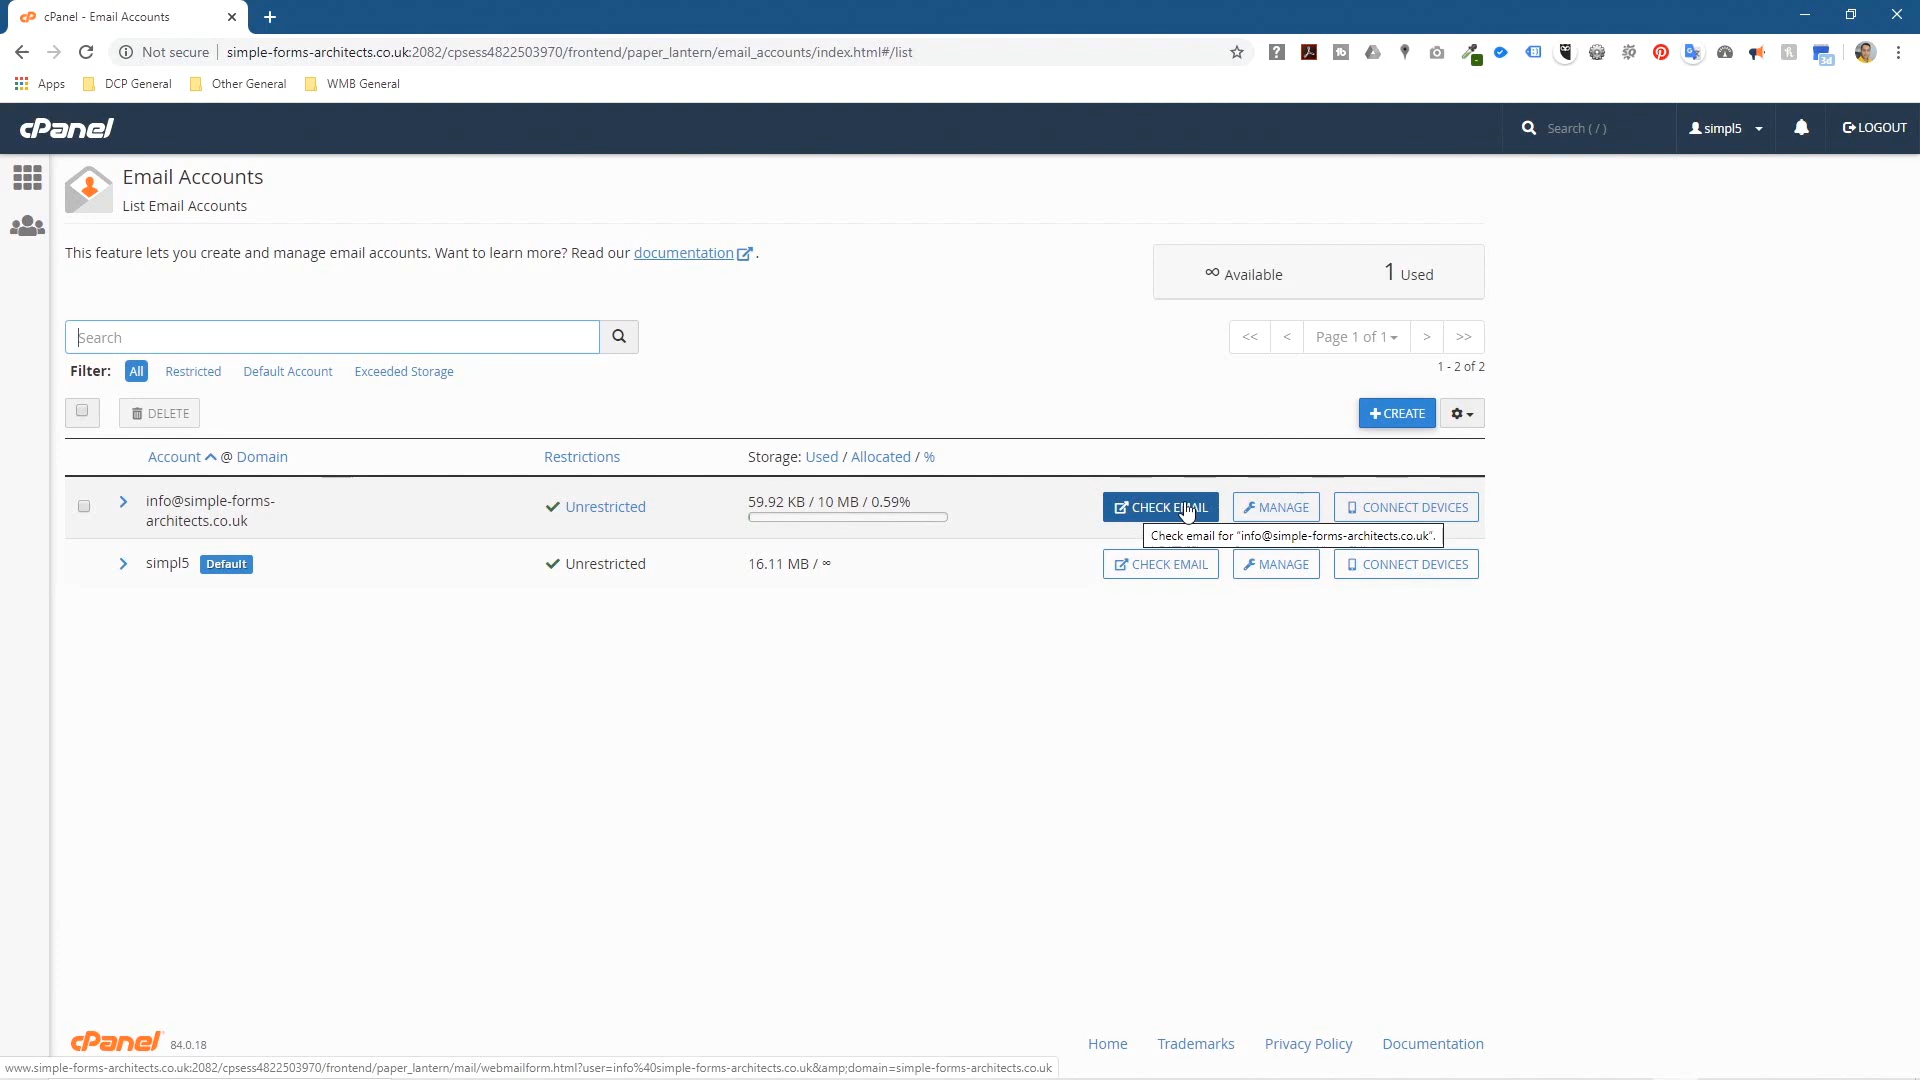 cPanel - Email Accounts
Not secure simple-forms-architects.co.uk:2082/cpsess4822503970/frontend/paper_lantern/email_accounts/index.html#/list
Apps DCP General Other General WMB General
cPanel Search ( / ) simpl5 LOGOUT
Email Accounts
List Email Accounts
This feature lets you create and manage email accounts. Want to learn more? Read our documentation .
∞ Available 1 Used
Search
<< < Page 1 of 1 > >>
Filter: All Restricted Default Account Exceeded Storage
1 - 2 of 2
DELETE
+ CREATE
Account @ Domain Restrictions Storage: Used / Allocated / %
info@simple-forms-
architects.co.uk
Unrestricted 59.92 KB / 10 MB / 0.59% CHECK EMAIL MANAGE CONNECT DEVICES
Check email for "info@simple-forms-architects.co.uk".
simpl5 Default Unrestricted 16.11 MB / ∞ CHECK EMAIL MANAGE CONNECT DEVICES
cPanel 84.0.18 Home Trademarks Privacy Policy Documentation
www.simple-forms-architects.co.uk:2082/cpsess4822503970/frontend/paper_lantern/mail/webmailform.html?user=info%40simple-forms-architects.co.uk&amp;domain=simple-forms-architects.co.uk